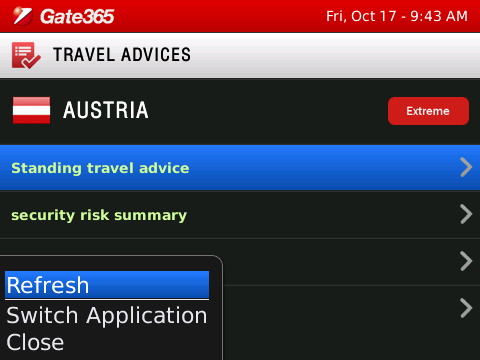 Gate365
Fri, Oct 17 - 9:43 AM
TRAVEL ADVICES
AUSTRIA
Extreme
Standing travel advice
security risk summary
Refresh
Switch Application
Close